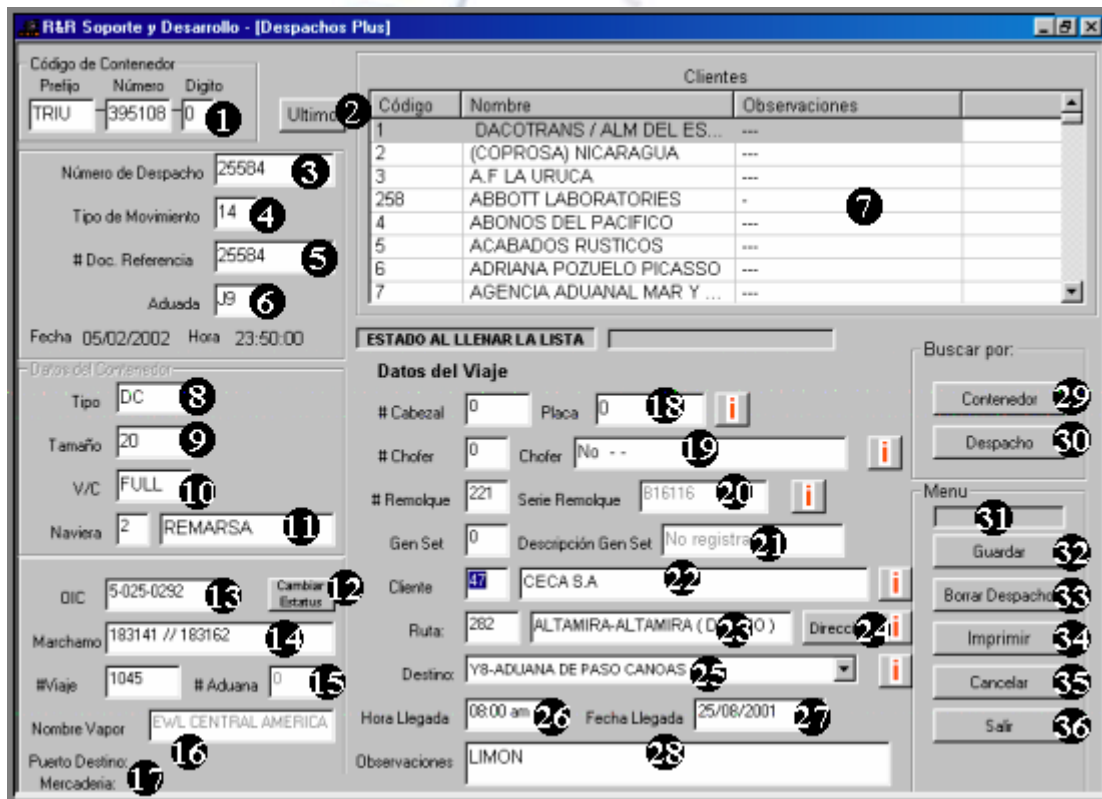 R&R Soporte y Desarrollo - [Despachos Plus]
Código de Contenedor
Prefijo Número Digito
TRIU - 395108 - 0 1
Ultimo 2
Clientes
Código Nombre Observaciones
1 DACOTRANS / ALM DEL ES... ---
2 (COPROSA) NICARAGUA ---
3 A.F LA URUCA ---
258 ABBOTT LABORATORIES -
4 ABONOS DEL PACIFICO ---
5 ACABADOS RUSTICOS ---
6 ADRIANA POZUELO PICASSO ---
7 AGENCIA ADUANAL MAR Y ... ---
7
Número de Despacho 25584 3
Tipo de Movimiento 14 4
# Doc. Referencia 25584 5
Aduada J9 6
Fecha 05/02/2002 Hora 23:50:00
ESTADO AL LLENAR LA LISTA
Datos del Contenedor
Tipo DC 8
Tamaño 20 9
V/C FULL 10
Naviera 2 REMARSA 11
Cambiar Estatus 12
OIC 5-025-0292 13
Marchamo 183141 // 183162 14
#Viaje 1045 # Aduana 0 15
Nombre Vapor EWL CENTRAL AMERICA
16
Puerto Destino:
Mercaderia: 17
Datos del Viaje
# Cabezal 0 Placa 0 18 i
# Chofer 0 Chofer No - - 19 i
# Remolque 221 Serie Remolque B16116 20 i
Gen Set 0 Descripción Gen Set No registra 21
Cliente 47 CECA S.A 22 i
Ruta: 282 ALTAMIRA-ALTAMIRA ( 23 ) 24 i
Destino: Y8-ADUANA DE PASO CANOAS 25 i
Hora Llegada 08:00 am 26 Fecha Llegada 25/08/2001 27
Observaciones LIMON 28
Buscar por:
Contenedor 29
Despacho 30
Menu
31
Guardar 32
Borrar Despacho 33
Imprimir 34
Cancelar 35
Salir 36